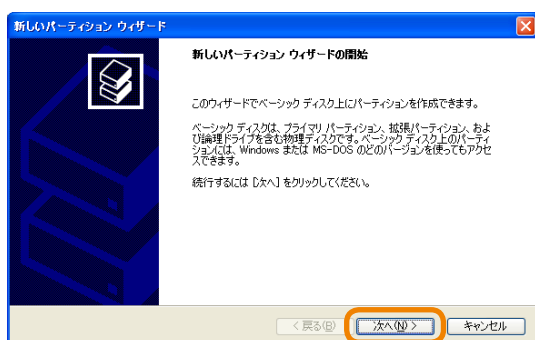 新しいパーティション ウィザード
新しいパーティション ウィザードの開始
このウィザードでベーシック ディスク上にパーティションを作成できます。
ベーシック ディスクは、プライマリ パーティション、拡張パーティション、およ
び論理ドライブを含む物理ディスクです。ベーシック ディスク上のパーティ
ションには、Windows または MS-DOS のどのバージョンを使ってもアクセ
スできます。
続行するには [次へ] をクリックしてください。
< 戻る(B)
次へ(N) >
キャンセル